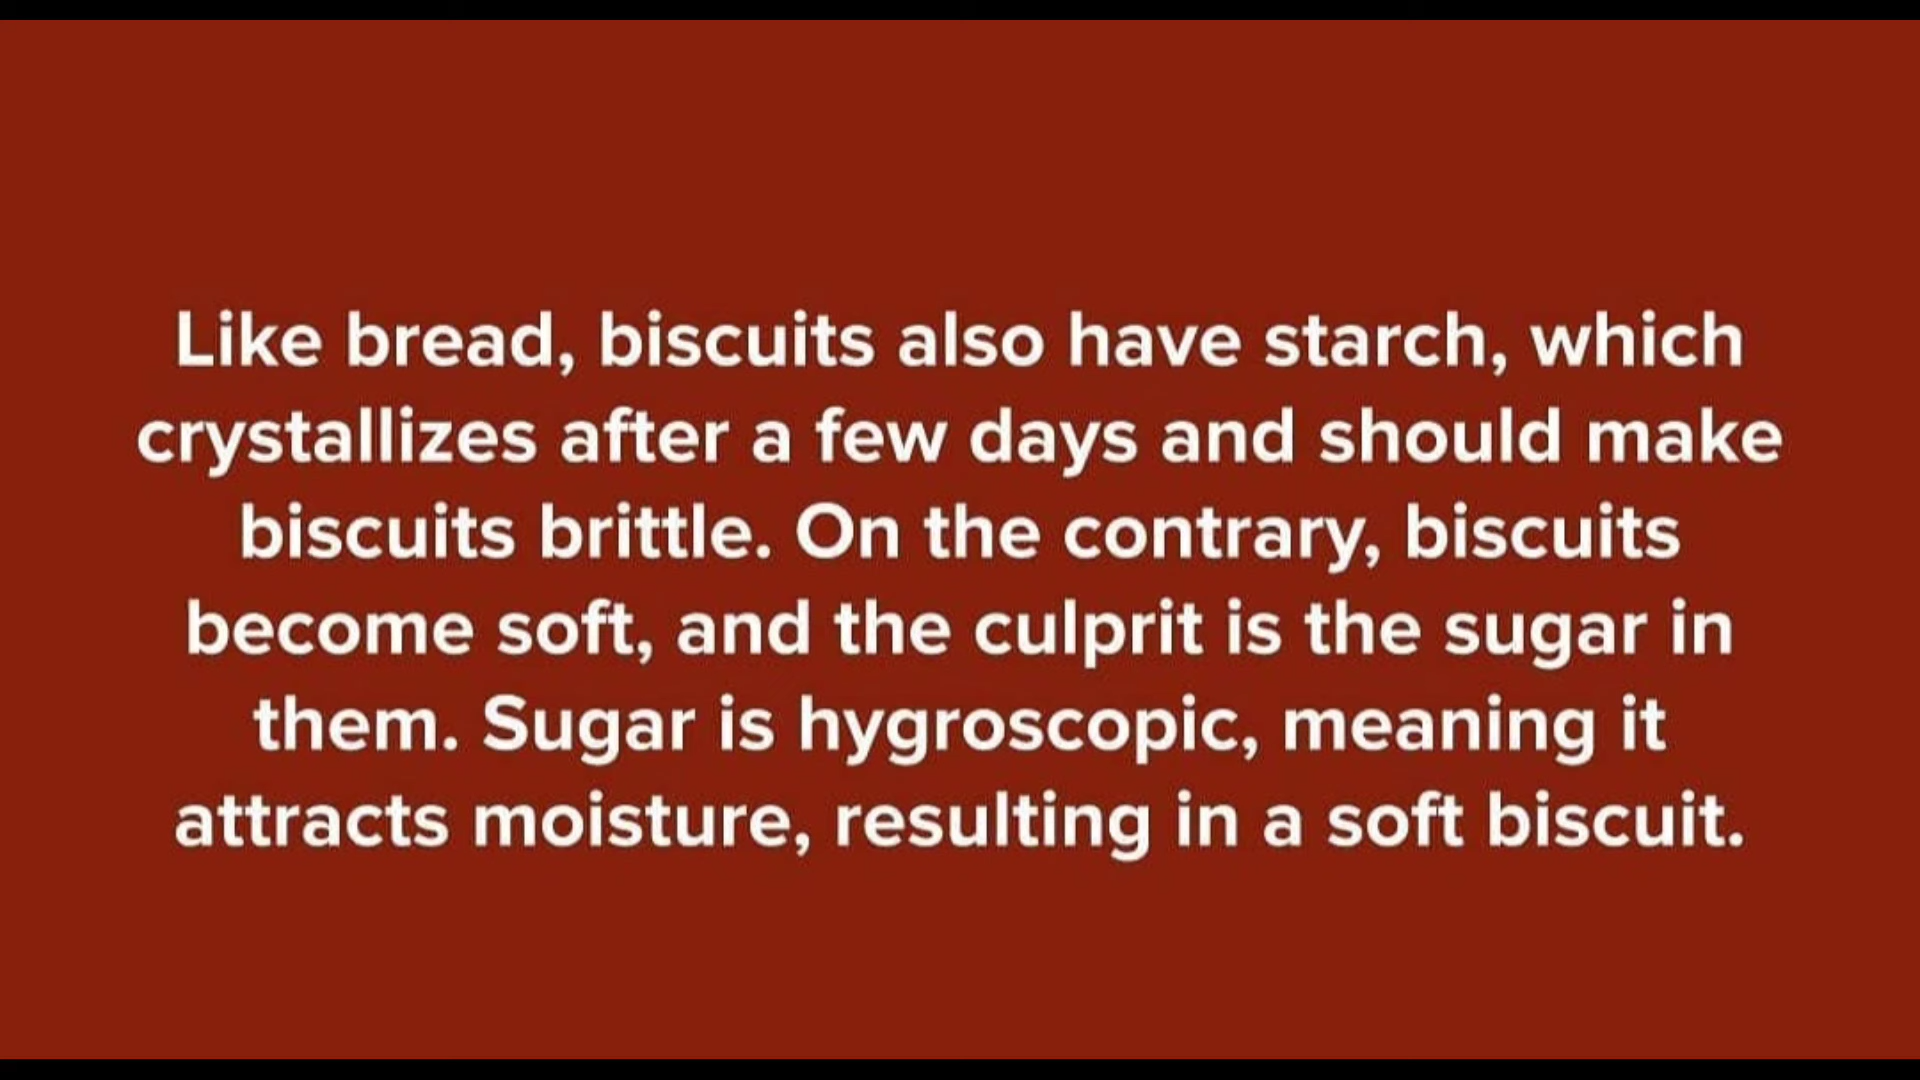 Like bread, biscuits also have starch, which
crystallizes after a few days and should make
biscuits brittle. On the contrary, biscuits
become soft, and the culprit is the sugar in
them. Sugar is hygroscopic, meaning it
attracts moisture, resulting in a soft biscuit.